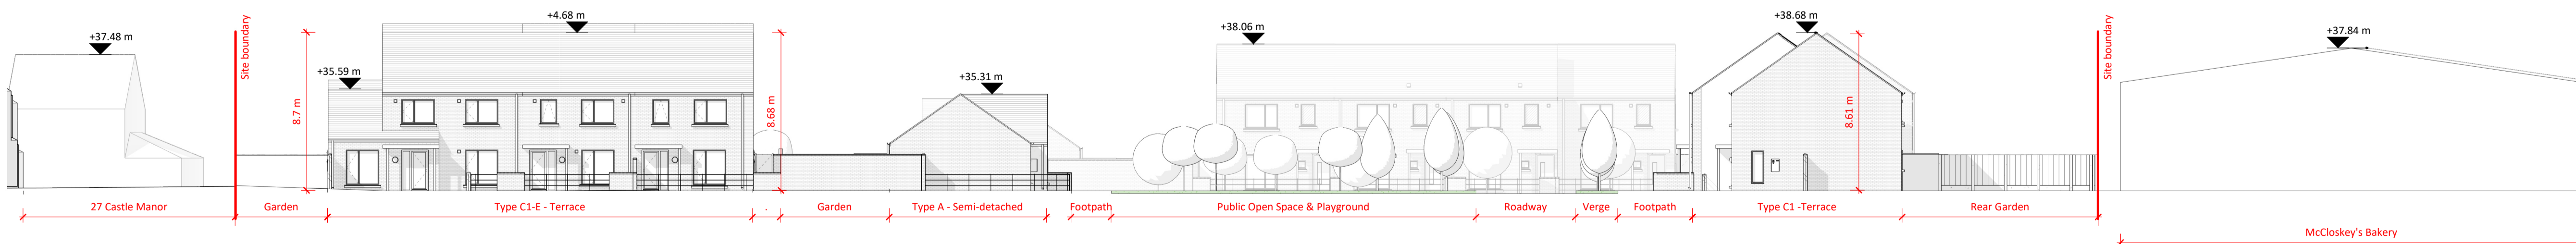 +37.48 m
Site boundary
+35.59 m
8.7 m
+4.68 m
8.68 m
+35.31 m
+38.06 m
+38.68 m
8.61 m
Site boundary
+37.84 m
27 Castle Manor
Garden
Type C1-E - Terrace
.
Garden
Type A - Semi-detached
Footpath
Public Open Space & Playground
Roadway
Verge
Footpath
Type C1 -Terrace
Rear Garden
McCloskey's Bakery